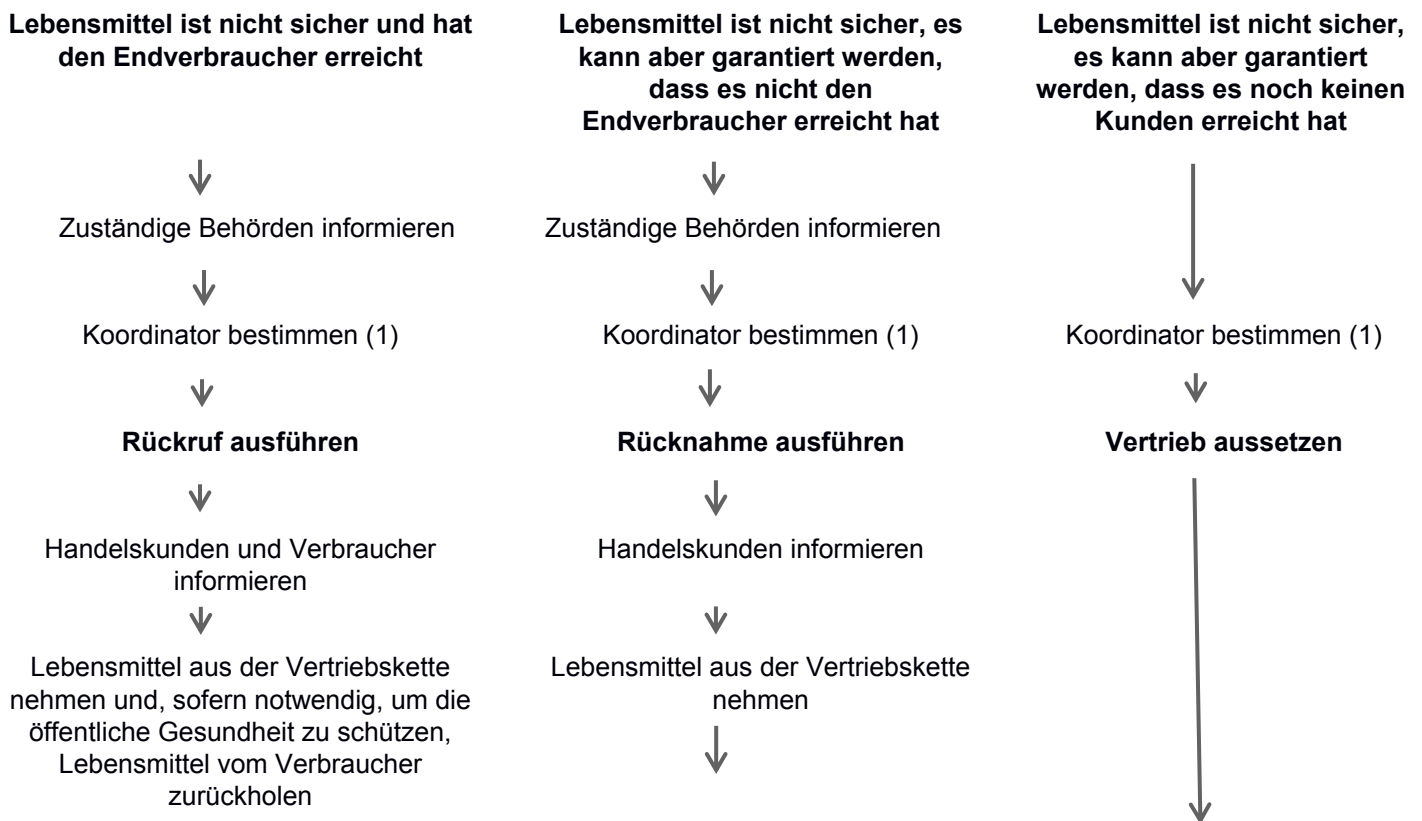 Lebensmittel ist nicht sicher und hat
den Endverbraucher erreicht
Zuständige Behörden informieren
Koordinator bestimmen (1)
Rückruf ausführen
Handelskunden und Verbraucher
informieren
Lebensmittel aus der Vertriebskette
nehmen und, sofern notwendig, um die
öffentliche Gesundheit zu schützen,
Lebensmittel vom Verbraucher
zurückholen
Lebensmittel ist nicht sicher, es
kann aber garantiert werden,
dass es nicht den
Endverbraucher erreicht hat
Zuständige Behörden informieren
Koordinator bestimmen (1)
Rücknahme ausführen
Handelskunden informieren
Lebensmittel aus der Vertriebskette
nehmen
Lebensmittel ist nicht sicher,
es kann aber garantiert
werden, dass es noch keinen
Kunden erreicht hat
Koordinator bestimmen (1)
Vertrieb aussetzen